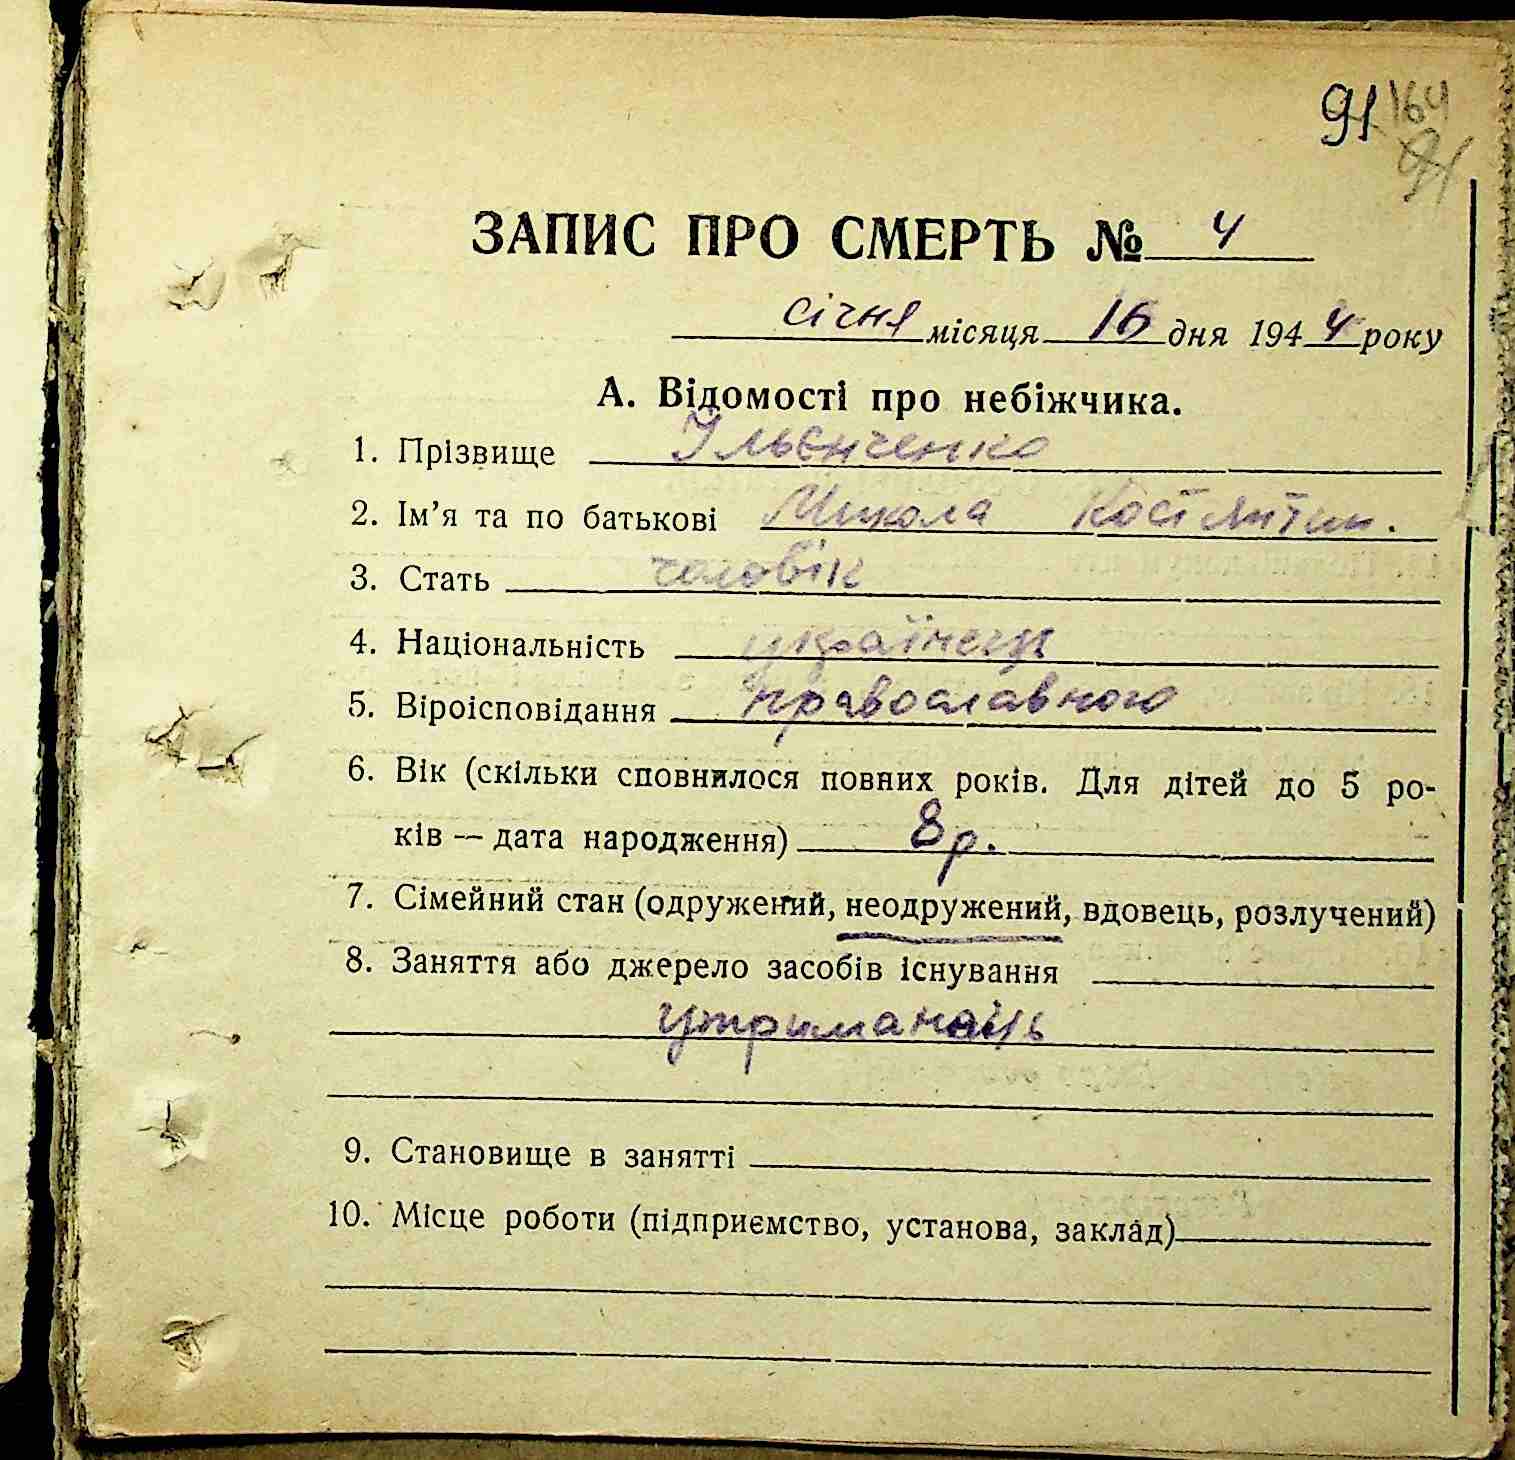 91 164
91
ЗАПИС ПРО СМЕРТЬ № 4
січня місяця 16 дня 1944 року
А. Відомості про небіжчика.
1. Прізвище Ільєнченко
2. Ім’я та по батькові Микола Костянтин.
3. Стать чоловік
4. Національність українець
5. Віроісповідання православною
6. Вік (скільки сповнилося повних років. Для дітей до 5 ро-
ків — дата народження) 8 р.
7. Сімейний стан (одружений, неодружений, вдовець, розлучений)
8. Заняття або джерело засобів існування
утриманець
9. Становище в занятті
10. Місце роботи (підприємство, установа, заклад)